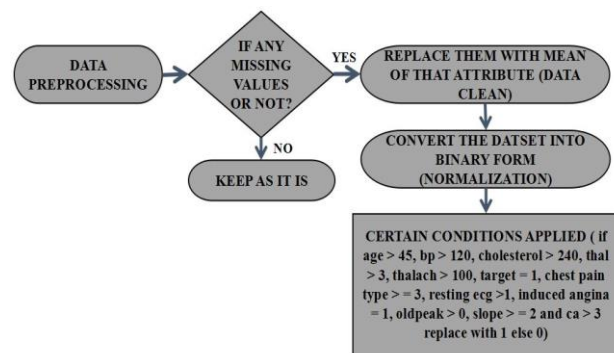 DATA
PREPROCESSING
IF ANY
MISSING
VALUES
OR NOT?
YES
REPLACE THEM WITH MEAN
OF THAT ATTRIBUTE (DATA
CLEAN)
NO
KEEP AS IT IS
CONVERT THE DATSET INTO
BINARY FORM
(NORMALIZATION)
CERTAIN CONDITIONS APPLIED ( if
age > 45, bp > 120, cholesterol > 240, thal
> 3, thalach > 100, target = 1, chest pain
type > = 3, resting ecg >1, induced angina
= 1, oldpeak > 0, slope > = 2 and ca > 3
replace with 1 else 0)